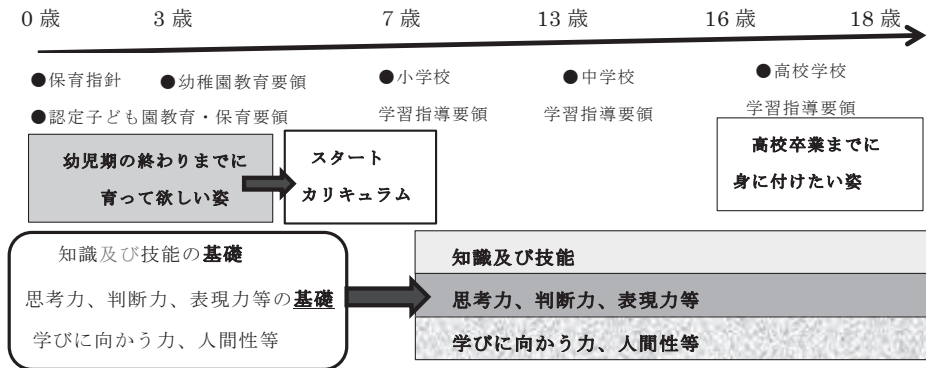 0 歳 3 歳 7 歳 13 歳 16 歳 18 歳
●保育指針 ●幼稚園教育要領 ●小学校 ●中学校 ●高校学校
●認定子ども園教育・保育要領 学習指導要領 学習指導要領 学習指導要領
幼児期の終わりまでに
育って欲しい姿
スタート
カリキュラム
高校卒業までに
身に付けたい姿
知識及び技能の基礎
思考力、判断力、表現力等の基礎
学びに向かう力、人間性等
知識及び技能
思考力、判断力、表現力等
学びに向かう力、人間性等